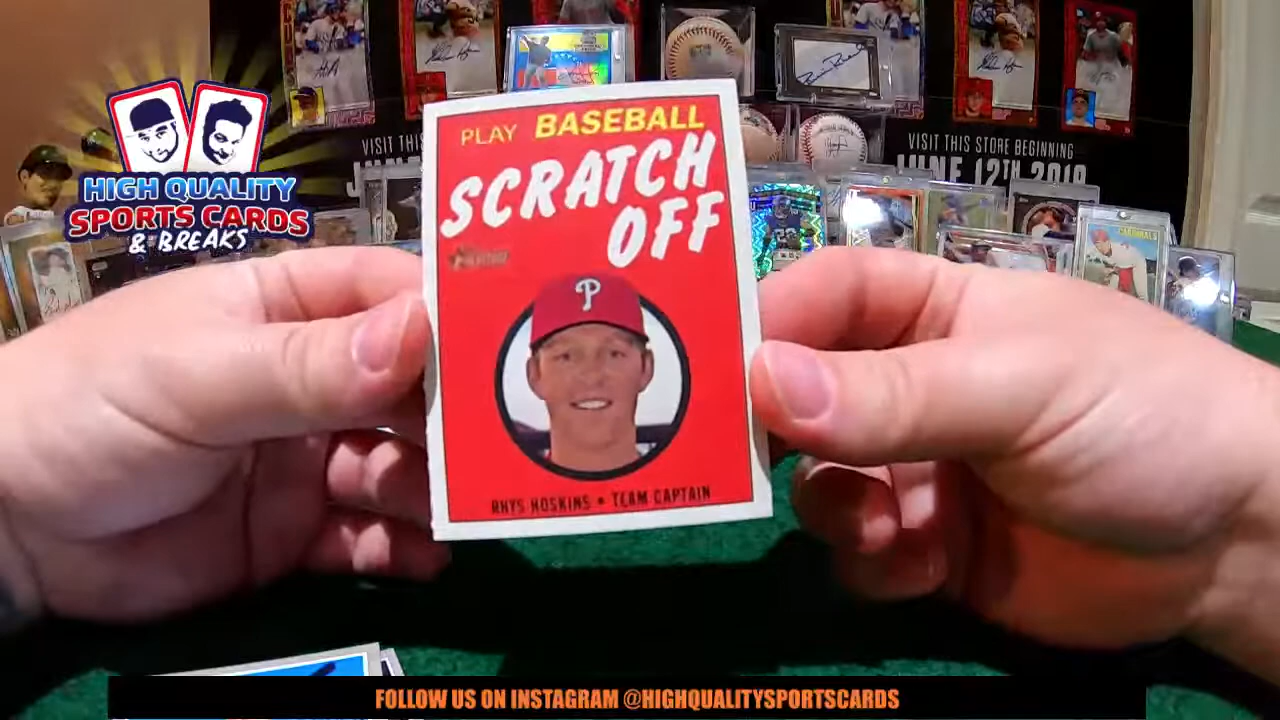 HIGH QUALITY
SPORTS CARDS
& BREAKS
VISIT THIS
VISIT THIS STORE BEGINNING
JUNE 12TH 2019
PLAY BASEBALL
SCRATCH
OFF
RHYS HOSKINS • TEAM CAPTAIN
CARDINALS
FOLLOW US ON INSTAGRAM @HIGHQUALITYSPORTSCARDS